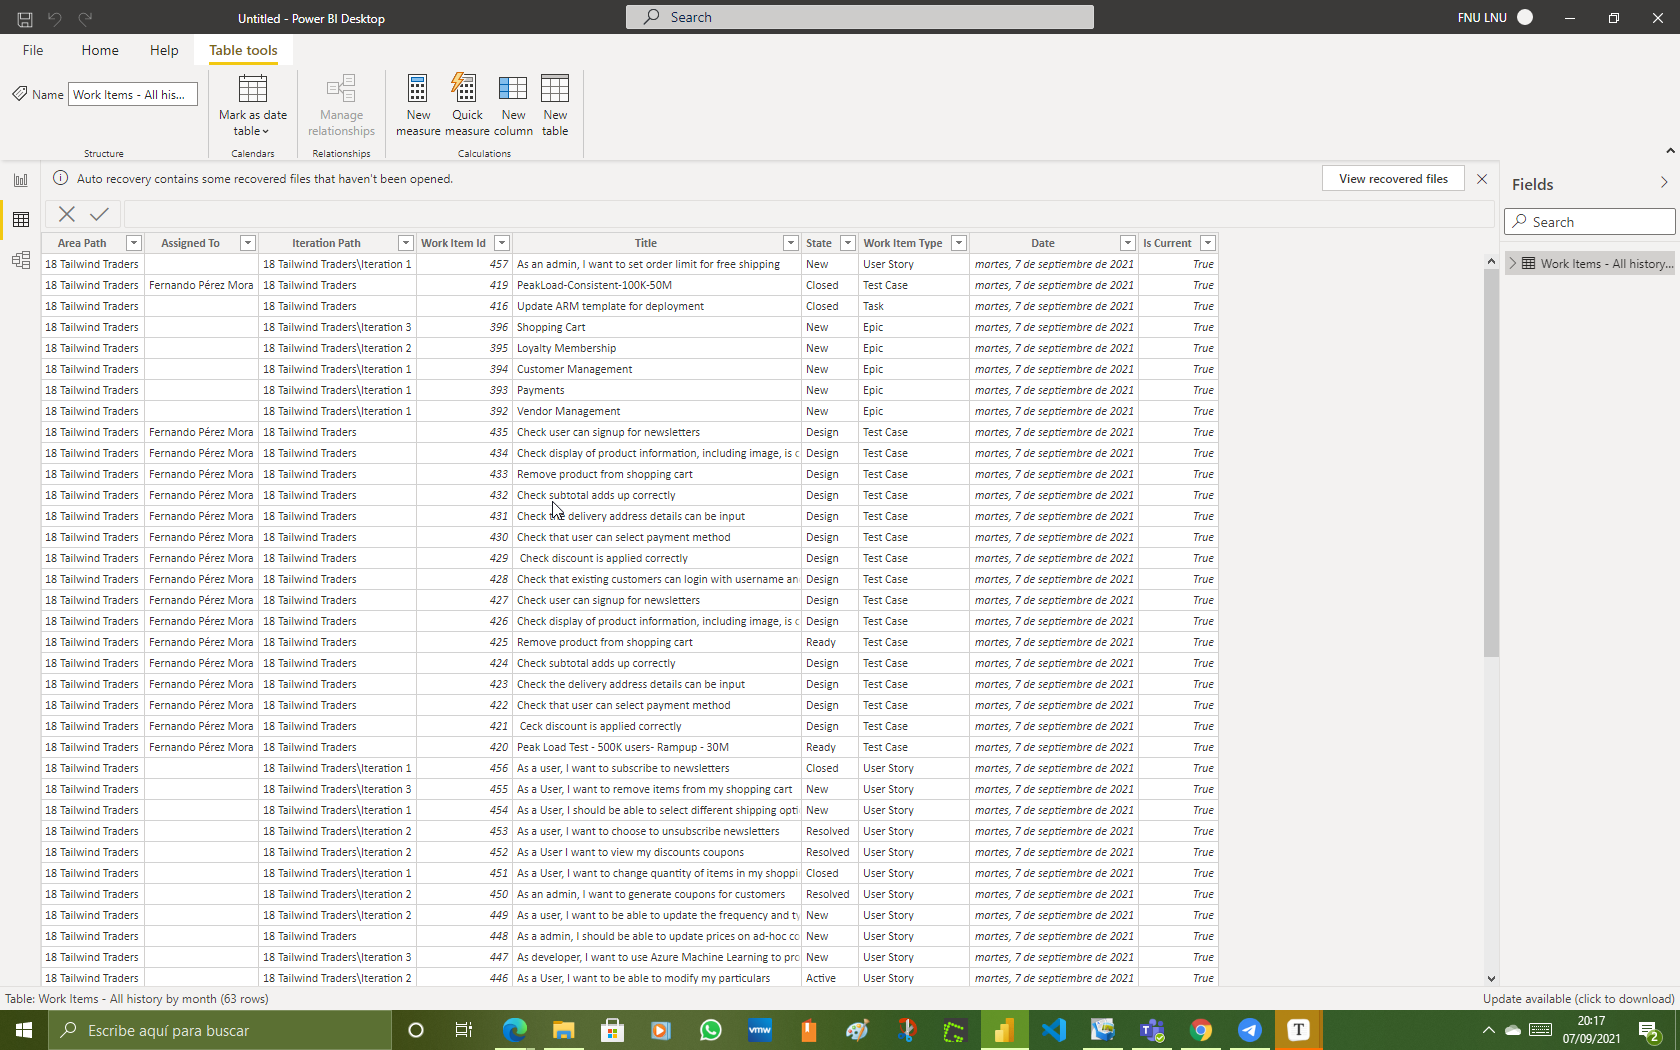 Untitled - Power BI Desktop
Search
FNU LNU
File Home Help Table tools
Name Work Items - All his...
Mark as date table
Manage relationships
New measure
Quick measure
New column
New table
Structure Calendars Relationships Calculations
Auto recovery contains some recovered files that haven't been opened.
View recovered files
Fields
Search
Work Items - All history...
Area Path Assigned To Iteration Path Work Item Id Title State Work Item Type Date Is Current
18 Tailwind Traders 18 Tailwind Traders\Iteration 1 457 As an admin, I want to set order limit for free shipping New User Story martes, 7 de septiembre de 2021 True
18 Tailwind Traders Fernando Pérez Mora 18 Tailwind Traders 419 PeakLoad-Consistent-100K-50M Closed Test Case martes, 7 de septiembre de 2021 True
18 Tailwind Traders 18 Tailwind Traders 416 Update ARM template for deployment Closed Task martes, 7 de septiembre de 2021 True
18 Tailwind Traders 18 Tailwind Traders\Iteration 3 396 Shopping Cart New Epic martes, 7 de septiembre de 2021 True
18 Tailwind Traders 18 Tailwind Traders\Iteration 2 395 Loyalty Membership New Epic martes, 7 de septiembre de 2021 True
18 Tailwind Traders 18 Tailwind Traders\Iteration 1 394 Customer Management New Epic martes, 7 de septiembre de 2021 True
18 Tailwind Traders 18 Tailwind Traders\Iteration 1 393 Payments New Epic martes, 7 de septiembre de 2021 True
18 Tailwind Traders 18 Tailwind Traders\Iteration 1 392 Vendor Management New Epic martes, 7 de septiembre de 2021 True
18 Tailwind Traders Fernando Pérez Mora 18 Tailwind Traders 435 Check user can signup for newsletters Design Test Case martes, 7 de septiembre de 2021 True
18 Tailwind Traders Fernando Pérez Mora 18 Tailwind Traders 434 Check display of product information, including image, is c Design Test Case martes, 7 de septiembre de 2021 True
18 Tailwind Traders Fernando Pérez Mora 18 Tailwind Traders 433 Remove product from shopping cart Design Test Case martes, 7 de septiembre de 2021 True
18 Tailwind Traders Fernando Pérez Mora 18 Tailwind Traders 432 Check subtotal adds up correctly Design Test Case martes, 7 de septiembre de 2021 True
18 Tailwind Traders Fernando Pérez Mora 18 Tailwind Traders 431 Check the delivery address details can be input Design Test Case martes, 7 de septiembre de 2021 True
18 Tailwind Traders Fernando Pérez Mora 18 Tailwind Traders 430 Check that user can select payment method Design Test Case martes, 7 de septiembre de 2021 True
18 Tailwind Traders Fernando Pérez Mora 18 Tailwind Traders 429 Check discount is applied correctly Design Test Case martes, 7 de septiembre de 2021 True
18 Tailwind Traders Fernando Pérez Mora 18 Tailwind Traders 428 Check that existing customers can login with username an Design Test Case martes, 7 de septiembre de 2021 True
18 Tailwind Traders Fernando Pérez Mora 18 Tailwind Traders 427 Check user can signup for newsletters Design Test Case martes, 7 de septiembre de 2021 True
18 Tailwind Traders Fernando Pérez Mora 18 Tailwind Traders 426 Check display of product information, including image, is c Design Test Case martes, 7 de septiembre de 2021 True
18 Tailwind Traders Fernando Pérez Mora 18 Tailwind Traders 425 Remove product from shopping cart Ready Test Case martes, 7 de septiembre de 2021 True
18 Tailwind Traders Fernando Pérez Mora 18 Tailwind Traders 424 Check subtotal adds up correctly Design Test Case martes, 7 de septiembre de 2021 True
18 Tailwind Traders Fernando Pérez Mora 18 Tailwind Traders 423 Check the delivery address details can be input Design Test Case martes, 7 de septiembre de 2021 True
18 Tailwind Traders Fernando Pérez Mora 18 Tailwind Traders 422 Check that user can select payment method Design Test Case martes, 7 de septiembre de 2021 True
18 Tailwind Traders Fernando Pérez Mora 18 Tailwind Traders 421 Ceck discount is applied correctly Design Test Case martes, 7 de septiembre de 2021 True
18 Tailwind Traders Fernando Pérez Mora 18 Tailwind Traders 420 Peak Load Test - 500K users- Rampup - 30M Ready Test Case martes, 7 de septiembre de 2021 True
18 Tailwind Traders 18 Tailwind Traders\Iteration 1 456 As a user, I want to subscribe to newsletters Closed User Story martes, 7 de septiembre de 2021 True
18 Tailwind Traders 18 Tailwind Traders\Iteration 3 455 As a User, I want to remove items from my shopping cart New User Story martes, 7 de septiembre de 2021 True
18 Tailwind Traders 18 Tailwind Traders\Iteration 1 454 As a User, I should be able to select different shipping opti New User Story martes, 7 de septiembre de 2021 True
18 Tailwind Traders 18 Tailwind Traders\Iteration 2 453 As a user, I want to choose to unsubscribe newsletters Resolved User Story martes, 7 de septiembre de 2021 True
18 Tailwind Traders 18 Tailwind Traders\Iteration 2 452 As a User I want to view my discounts coupons Resolved User Story martes, 7 de septiembre de 2021 True
18 Tailwind Traders 18 Tailwind Traders\Iteration 1 451 As a User, I want to change quantity of items in my shoppi Closed User Story martes, 7 de septiembre de 2021 True
18 Tailwind Traders 18 Tailwind Traders\Iteration 2 450 As an admin, I want to generate coupons for customers Resolved User Story martes, 7 de septiembre de 2021 True
18 Tailwind Traders 18 Tailwind Traders\Iteration 2 449 As a user, I want to be able to update the frequency and ty New User Story martes, 7 de septiembre de 2021 True
18 Tailwind Traders 18 Tailwind Traders 448 As a admin, I should be able to update prices on ad-hoc co New User Story martes, 7 de septiembre de 2021 True
18 Tailwind Traders 18 Tailwind Traders\Iteration 3 447 As developer, I want to use Azure Machine Learning to pro New User Story martes, 7 de septiembre de 2021 True
18 Tailwind Traders 18 Tailwind Traders\Iteration 2 446 As a User, I want to be able to modify my particulars Active User Story martes, 7 de septiembre de 2021 True
Table: Work Items - All history by month (63 rows)
Update available (click to download)
Escribe aquí para buscar
vmw
T
20:17
07/09/2021
2